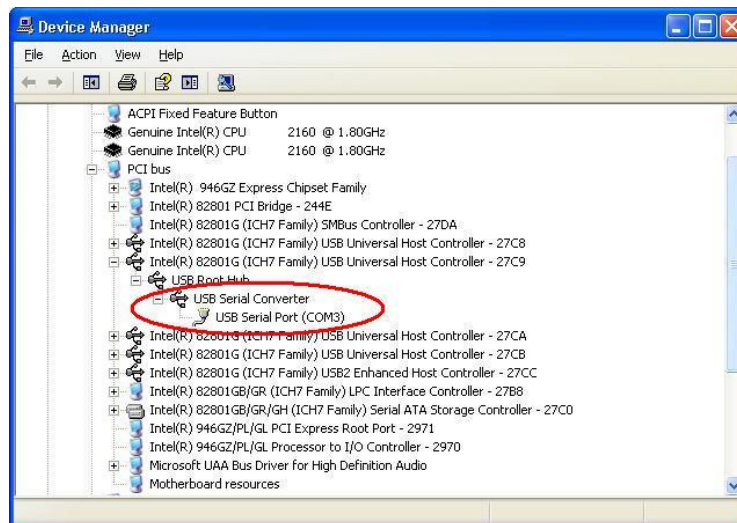 Device Manager
File Action View Help
ACPI Fixed Feature Button
Genuine Intel(R) CPU 2160 @ 1.80GHz
Genuine Intel(R) CPU 2160 @ 1.80GHz
PCI bus
Intel(R) 946GZ Express Chipset Family
Intel(R) 82801 PCI Bridge - 244E
Intel(R) 82801G (ICH7 Family) SMBus Controller - 27DA
Intel(R) 82801G (ICH7 Family) USB Universal Host Controller - 27C8
Intel(R) 82801G (ICH7 Family) USB Universal Host Controller - 27C9
USB Root Hub
USB Serial Converter
USB Serial Port (COM3)
Intel(R) 82801G (ICH7 Family) USB Universal Host Controller - 27CA
Intel(R) 82801G (ICH7 Family) USB Universal Host Controller - 27CB
Intel(R) 82801G (ICH7 Family) USB2 Enhanced Host Controller - 27CC
Intel(R) 82801GB/GR (ICH7 Family) LPC Interface Controller - 27B8
Intel(R) 82801GB/GR/GH (ICH7 Family) Serial ATA Storage Controller - 27C0
Intel(R) 946GZ/PL/GL PCI Express Root Port - 2971
Intel(R) 946GZ/PL/GL Processor to I/O Controller - 2970
Microsoft UAA Bus Driver for High Definition Audio
Motherboard resources